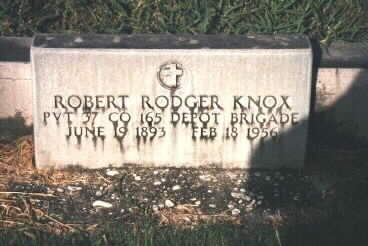 ROBERT RODGER KNOX
PVT 37 CO 165 DEPOT BRIGADE
JUNE 19 1893 FEB 18 1956